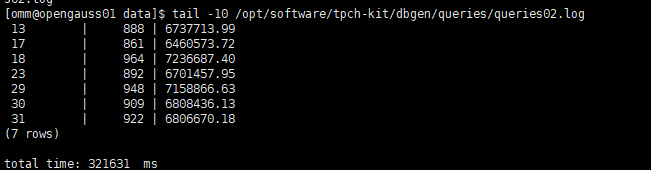 [omm@opengauss01 data]$ tail -10 /opt/software/tpch-kit/dbgen/queries/queries02.log
13 | 888 | 6737713.99
17 | 861 | 6460573.72
18 | 964 | 7236687.40
23 | 892 | 6701457.95
29 | 948 | 7158866.63
30 | 909 | 6808436.13
31 | 922 | 6806670.18
(7 rows)
total time: 321631 ms